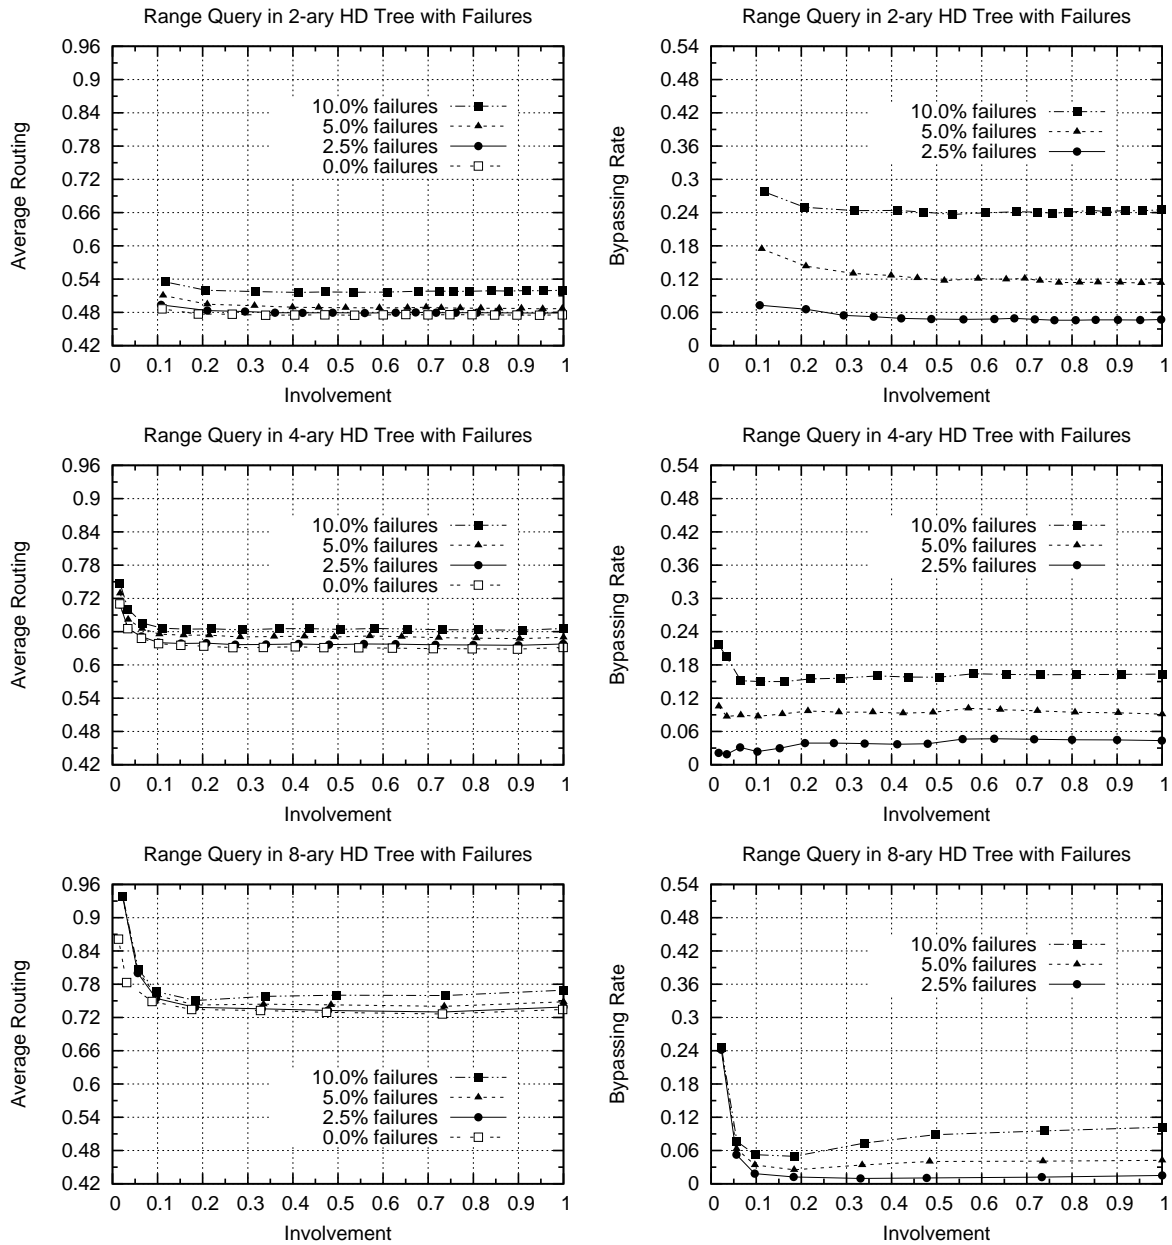 Range Query in 2-ary HD Tree with Failures
Average Routing
0.96
0.9
0.84
0.78
0.72
0.66
0.6
0.54
0.48
0.42
10.0% failures
5.0% failures
2.5% failures
0.0% failures
0 0.1 0.2 0.3 0.4 0.5 0.6 0.7 0.8 0.9 1
Involvement
Range Query in 2-ary HD Tree with Failures
Bypassing Rate
0.54
0.48
0.42
0.36
0.3
0.24
0.18
0.12
0.06
0
10.0% failures
5.0% failures
2.5% failures
0 0.1 0.2 0.3 0.4 0.5 0.6 0.7 0.8 0.9 1
Involvement
Range Query in 4-ary HD Tree with Failures
Average Routing
0.96
0.9
0.84
0.78
0.72
0.66
0.6
0.54
0.48
0.42
10.0% failures
5.0% failures
2.5% failures
0.0% failures
0 0.1 0.2 0.3 0.4 0.5 0.6 0.7 0.8 0.9 1
Involvement
Range Query in 4-ary HD Tree with Failures
Bypassing Rate
0.54
0.48
0.42
0.36
0.3
0.24
0.18
0.12
0.06
0
10.0% failures
5.0% failures
2.5% failures
0 0.1 0.2 0.3 0.4 0.5 0.6 0.7 0.8 0.9 1
Involvement
Range Query in 8-ary HD Tree with Failures
Average Routing
0.96
0.9
0.84
0.78
0.72
0.66
0.6
0.54
0.48
0.42
10.0% failures
5.0% failures
2.5% failures
0.0% failures
0 0.1 0.2 0.3 0.4 0.5 0.6 0.7 0.8 0.9 1
Involvement
Range Query in 8-ary HD Tree with Failures
Bypassing Rate
0.54
0.48
0.42
0.36
0.3
0.24
0.18
0.12
0.06
0
10.0% failures
5.0% failures
2.5% failures
0 0.1 0.2 0.3 0.4 0.5 0.6 0.7 0.8 0.9 1
Involvement